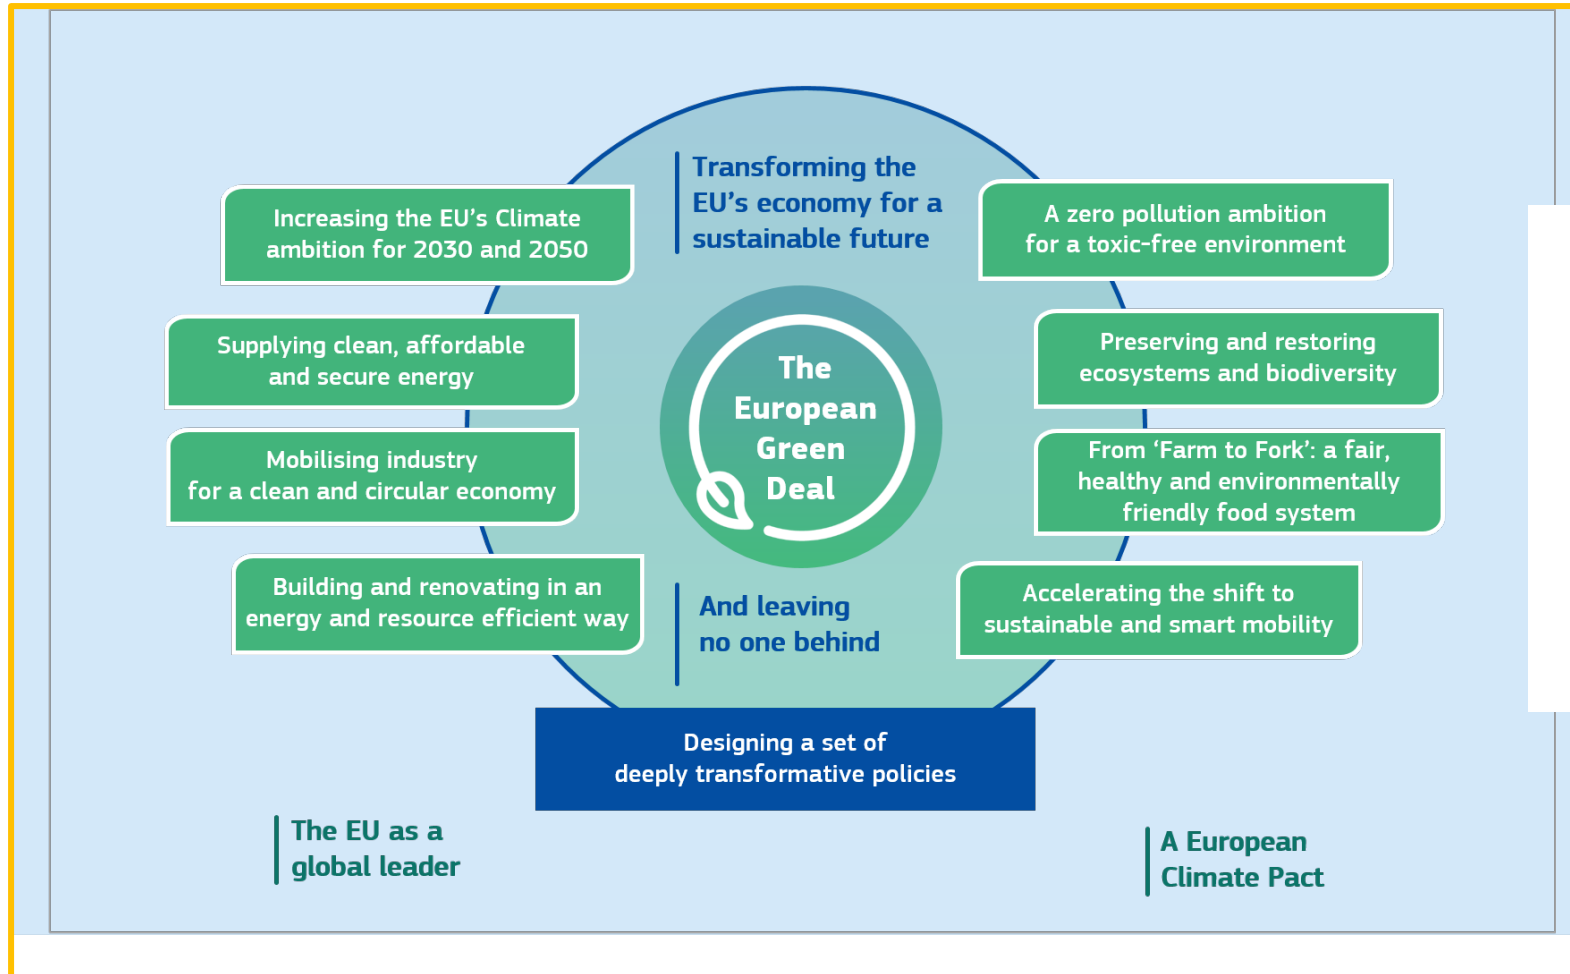 Transforming the
EU’s economy for a
sustainable future
Increasing the EU’s Climate
ambition for 2030 and 2050
Supplying clean, affordable
and secure energy
Mobilising industry
for a clean and circular economy
Building and renovating in an
energy and resource efficient way
The
European
Green
Deal
A zero pollution ambition
for a toxic-free environment
Preserving and restoring
ecosystems and biodiversity
From ‘Farm to Fork’: a fair,
healthy and environmentally
friendly food system
Accelerating the shift to
sustainable and smart mobility
And leaving
no one behind
Designing a set of
deeply transformative policies
The EU as a
global leader
A European
Climate Pact